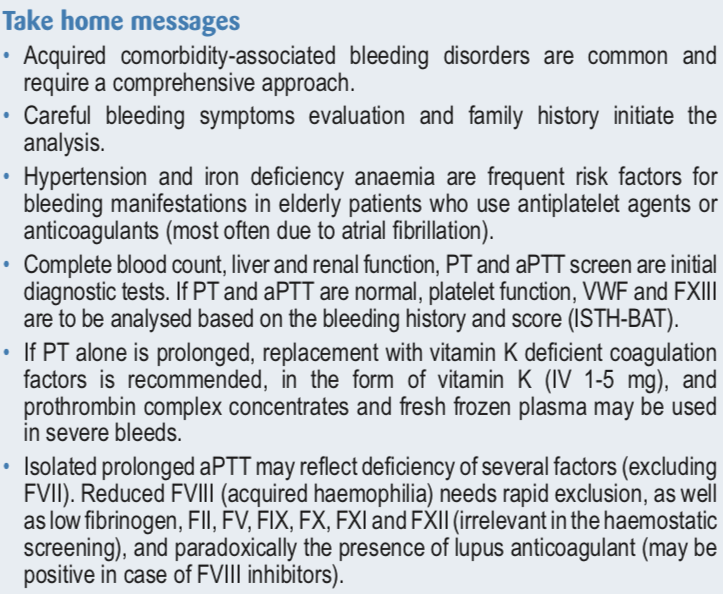 Take home messages
• Acquired comorbidity-associated bleeding disorders are common and
require a comprehensive approach.
• Careful bleeding symptoms evaluation and family history initiate the
analysis.
• Hypertension and iron deficiency anaemia are frequent risk factors for
bleeding manifestations in elderly patients who use antiplatelet agents or
anticoagulants (most often due to atrial fibrillation).
• Complete blood count, liver and renal function, PT and aPTT screen are initial
diagnostic tests. If PT and aPTT are normal, platelet function, VWF and FXIII
are to be analysed based on the bleeding history and score (ISTH-BAT).
• If PT alone is prolonged, replacement with vitamin K deficient coagulation
factors is recommended, in the form of vitamin K (IV 1-5 mg), and
prothrombin complex concentrates and fresh frozen plasma may be used
in severe bleeds.
• Isolated prolonged aPTT may reflect deficiency of several factors (excluding
FVII). Reduced FVIII (acquired haemophilia) needs rapid exclusion, as well
as low fibrinogen, FII, FV, FIX, FX, FXI and FXII (irrelevant in the haemostatic
screening), and paradoxically the presence of lupus anticoagulant (may be
positive in case of FVIII inhibitors).